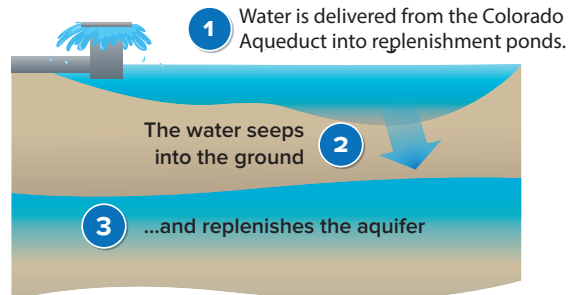 1 Water is delivered from the Colorado
Aqueduct into replenishment ponds.
The water seeps
into the ground 2
3 ...and replenishes the aquifer